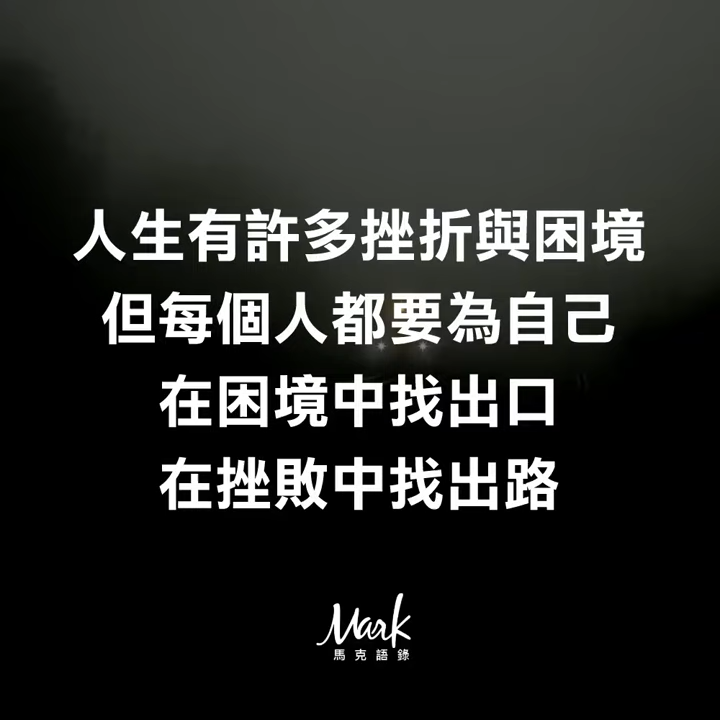 人生有許多挫折與困境
但每個人都要為自己
在困境中找出口
在挫敗中找出路
Mark
馬克語錄